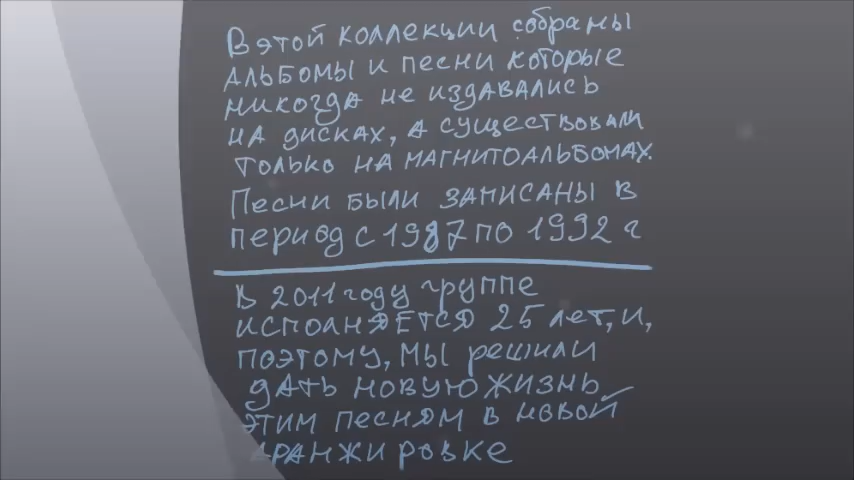 В этой коллекции собраны
альбомы и песни которые
никогда не издавались
на дисках, а существовали
только на магнитоальбомах.
Песни были записаны в
период с 1987 по 1992 г
В 2011 году группе
исполняется 25 лет, и,
поэтому, мы решили
дать новую жизнь
этим песням в новой
аранжировке